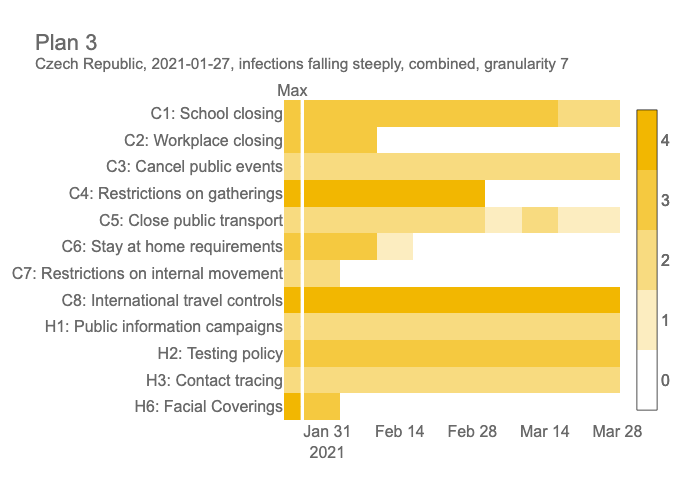 Plan 3
Czech Republic, 2021-01-27, infections falling steeply, combined, granularity 7
Max
C1: School closing
C2: Workplace closing
C3: Cancel public events
C4: Restrictions on gatherings
C5: Close public transport
C6: Stay at home requirements
C7: Restrictions on internal movement
C8: International travel controls
H1: Public information campaigns
H2: Testing policy
H3: Contact tracing
H6: Facial Coverings
4
3
2
1
0
Jan 31 Feb 14 Feb 28 Mar 14 Mar 28
2021